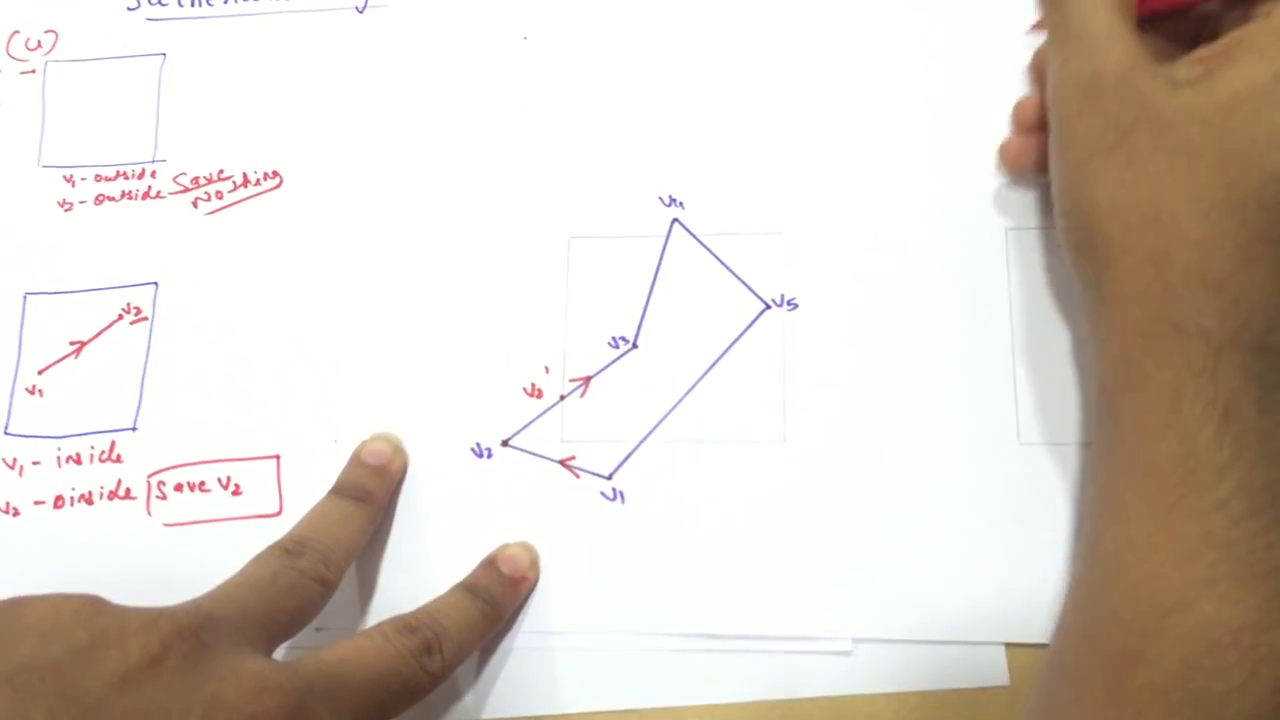 (u)
v1 - outside
v2 - outside Save
Nothing
v2
v1
v1 - inside
v2 - inside Save v2
v4
v5
v3
v2'
v2
v1